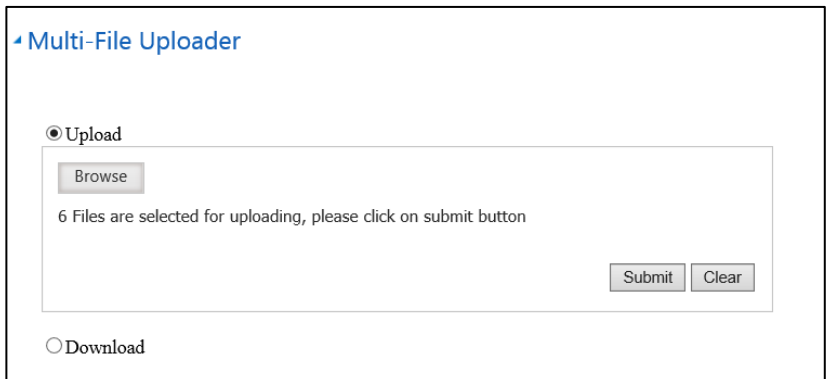 Multi-File Uploader
Upload
Browse
6 Files are selected for uploading, please click on submit button
Submit Clear
Download